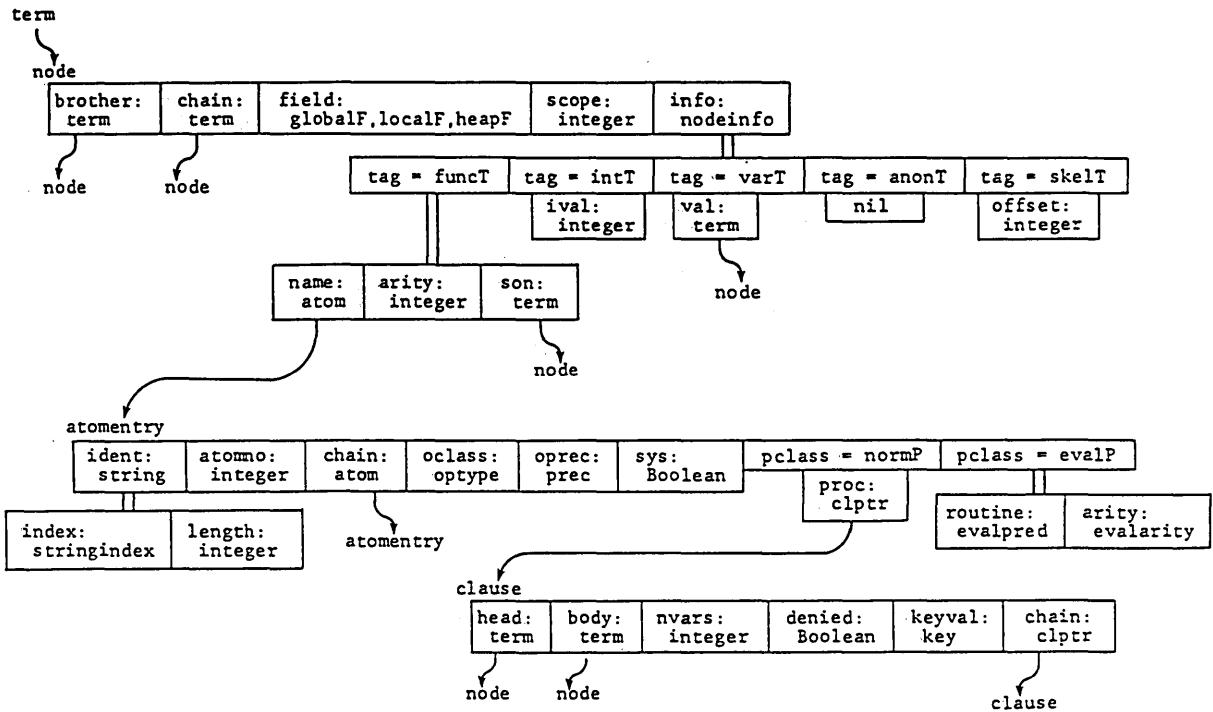 term
node
brother: chain: field: scope: info:
term term globalF,localF,heapF integer nodeinfo
node node
tag = funcT tag = intT tag = varT tag = anonT tag = skelT
ival: val: nil offset:
integer term integer
node
name: arity: son:
atom integer term
node
atomentry
ident: atomno: chain: oclass: oprec: sys: pclass = normP pclass = evalP
string integer atom optype prec Boolean
proc:
clptr
index: length:
stringindex integer
atomentry
routine: arity:
evalpred evalarity
clause
head: body: nvars: denied: keyval: chain:
term term integer Boolean key clptr
node node
clause